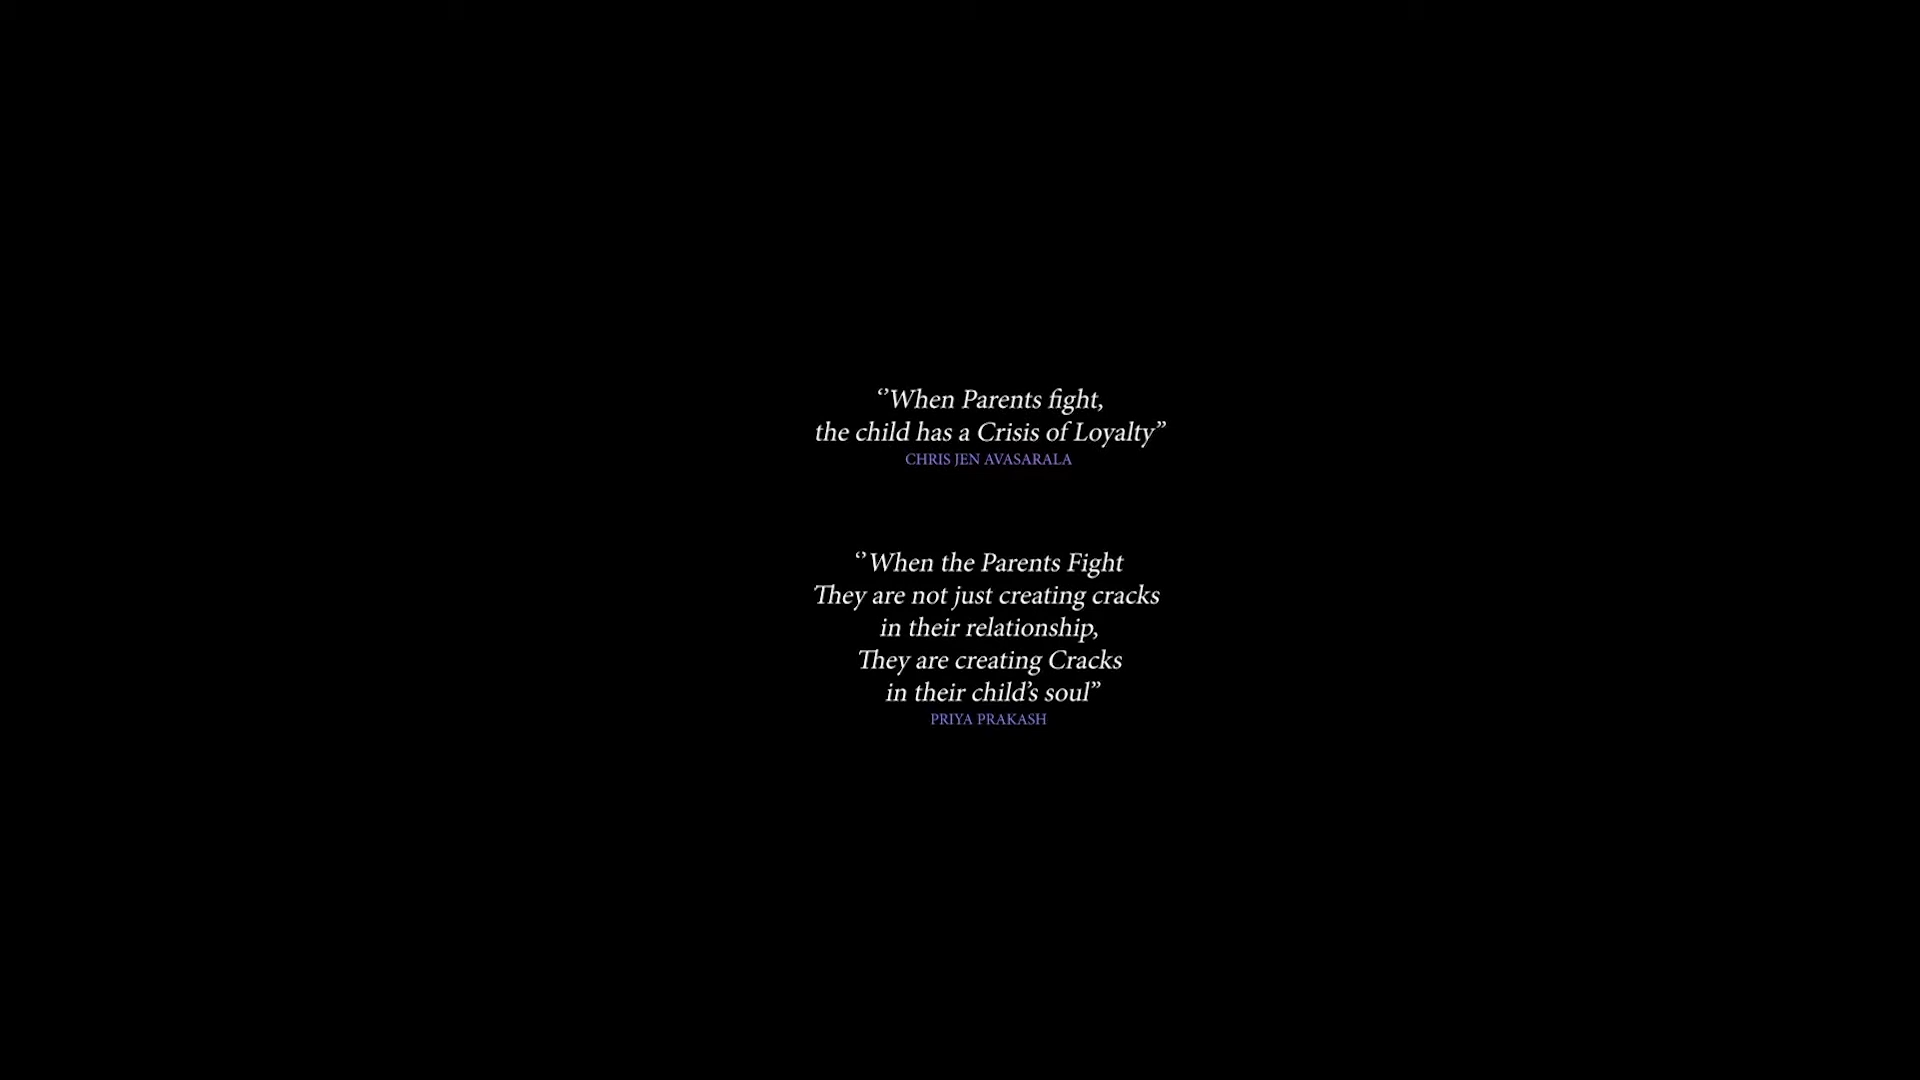 ‘’When Parents fight,
the child has a Crisis of Loyalty”
CHRIS JEN AVASARALA
‘’When the Parents Fight
They are not just creating cracks
in their relationship,
They are creating Cracks
in their child’s soul”
PRIYA PRAKASH